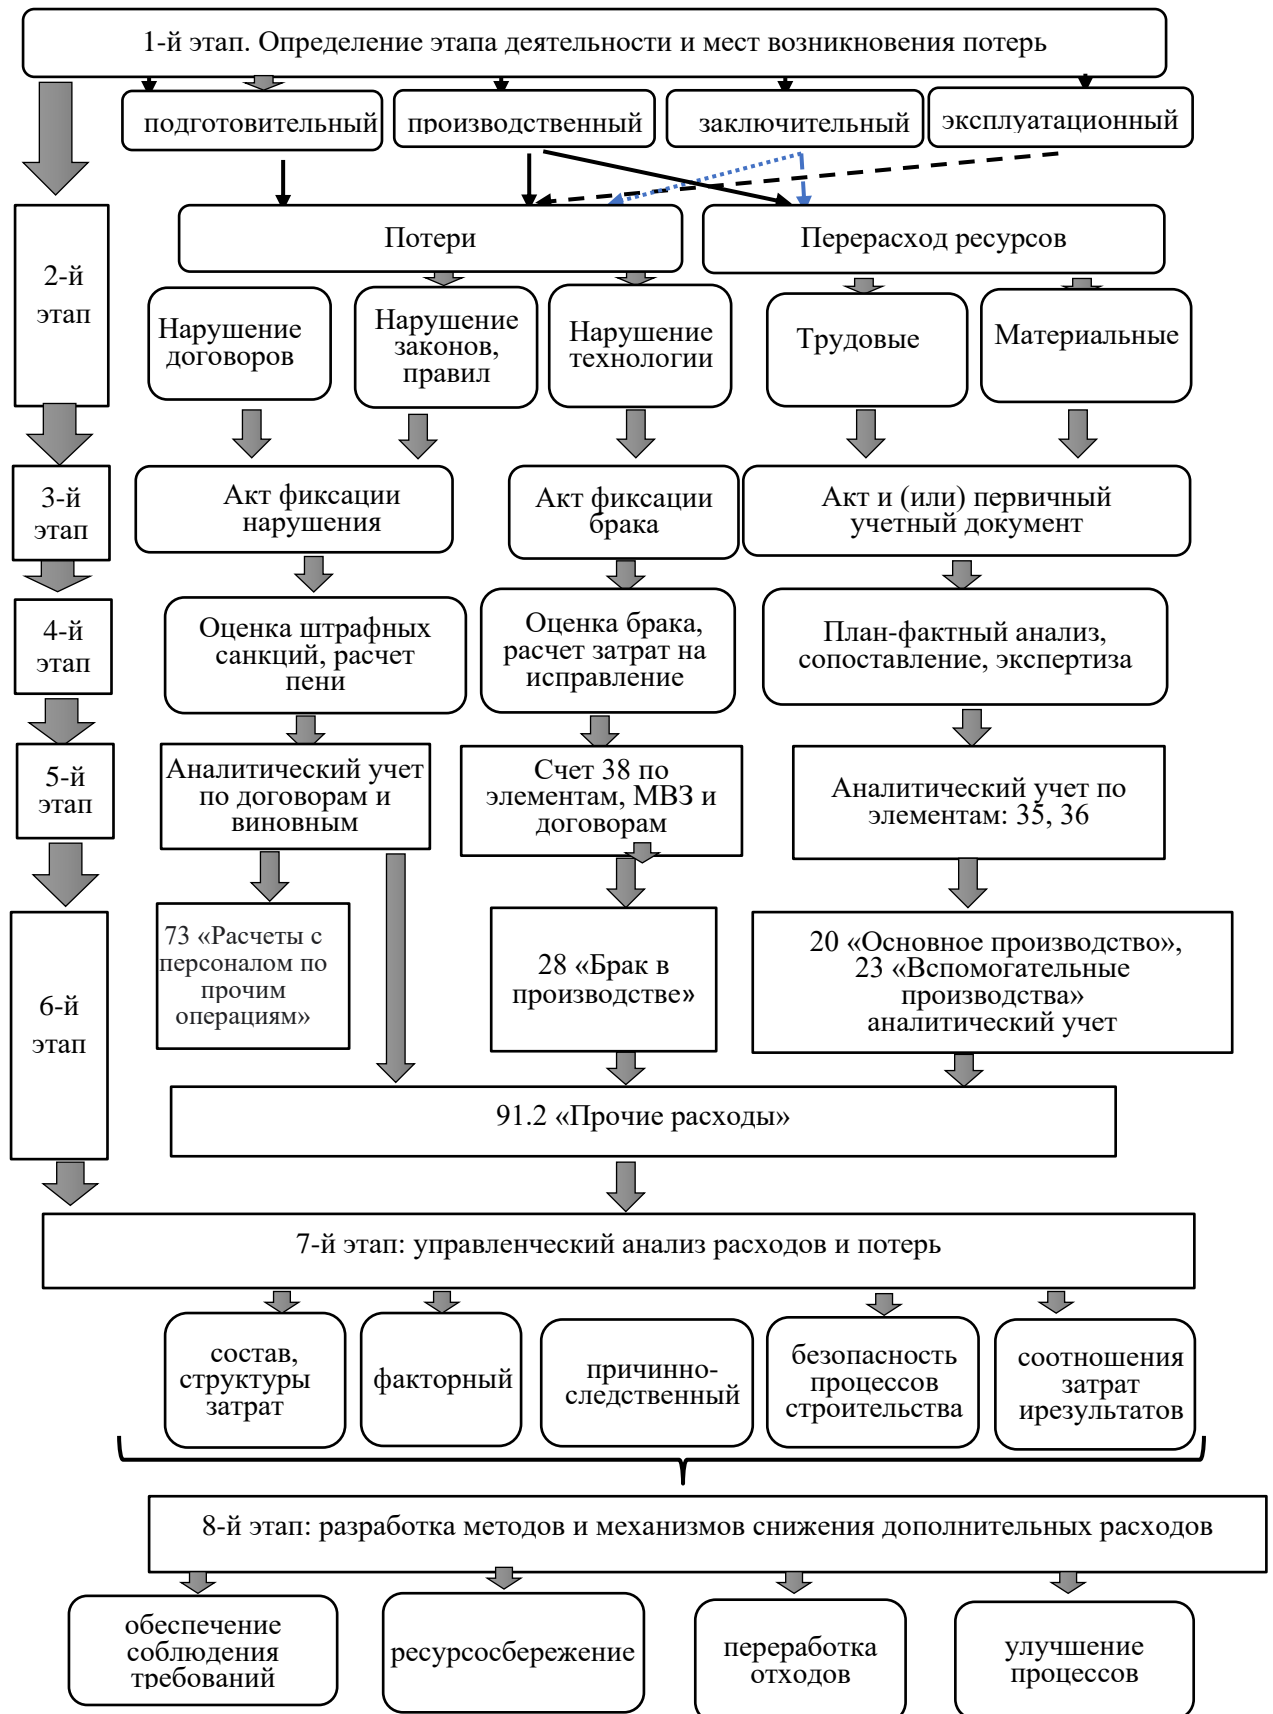 1-й этап. Определение этапа деятельности и мест возникновения потерь
подготовительный
производственный
заключительный
эксплуатационный
2-й
этап
Потери
Перерасход ресурсов
Нарушение
договоров
Нарушение
законов,
правил
Нарушение
технологии
Трудовые
Материальные
3-й
этап
Акт фиксации
нарушения
Акт фиксации
брака
Акт и (или) первичный
учетный документ
4-й
этап
Оценка штрафных
санкций, расчет
пени
Оценка брака,
расчет затрат на
исправление
План-фактный анализ,
сопоставление, экспертиза
5-й
этап
Аналитический учет
по договорам и
виновным
Счет 38 по
элементам, МВЗ и
договорам
Аналитический учет по
элементам: 35, 36
6-й
этап
73 «Расчеты с
персоналом по
прочим
операциям»
28 «Брак в
производстве»
20 «Основное производство»,
23 «Вспомогательные
производства»
аналитический учет
91.2 «Прочие расходы»
7-й этап: управленческий анализ расходов и потерь
состав,
структуры
затрат
факторный
причинно-
следственный
безопасность
процессов
строительства
соотношения
затрат
ирезультатов
8-й этап: разработка методов и механизмов снижения дополнительных расходов
обеспечение
соблюдения
требований
ресурсосбережение
переработка
отходов
улучшение
процессов